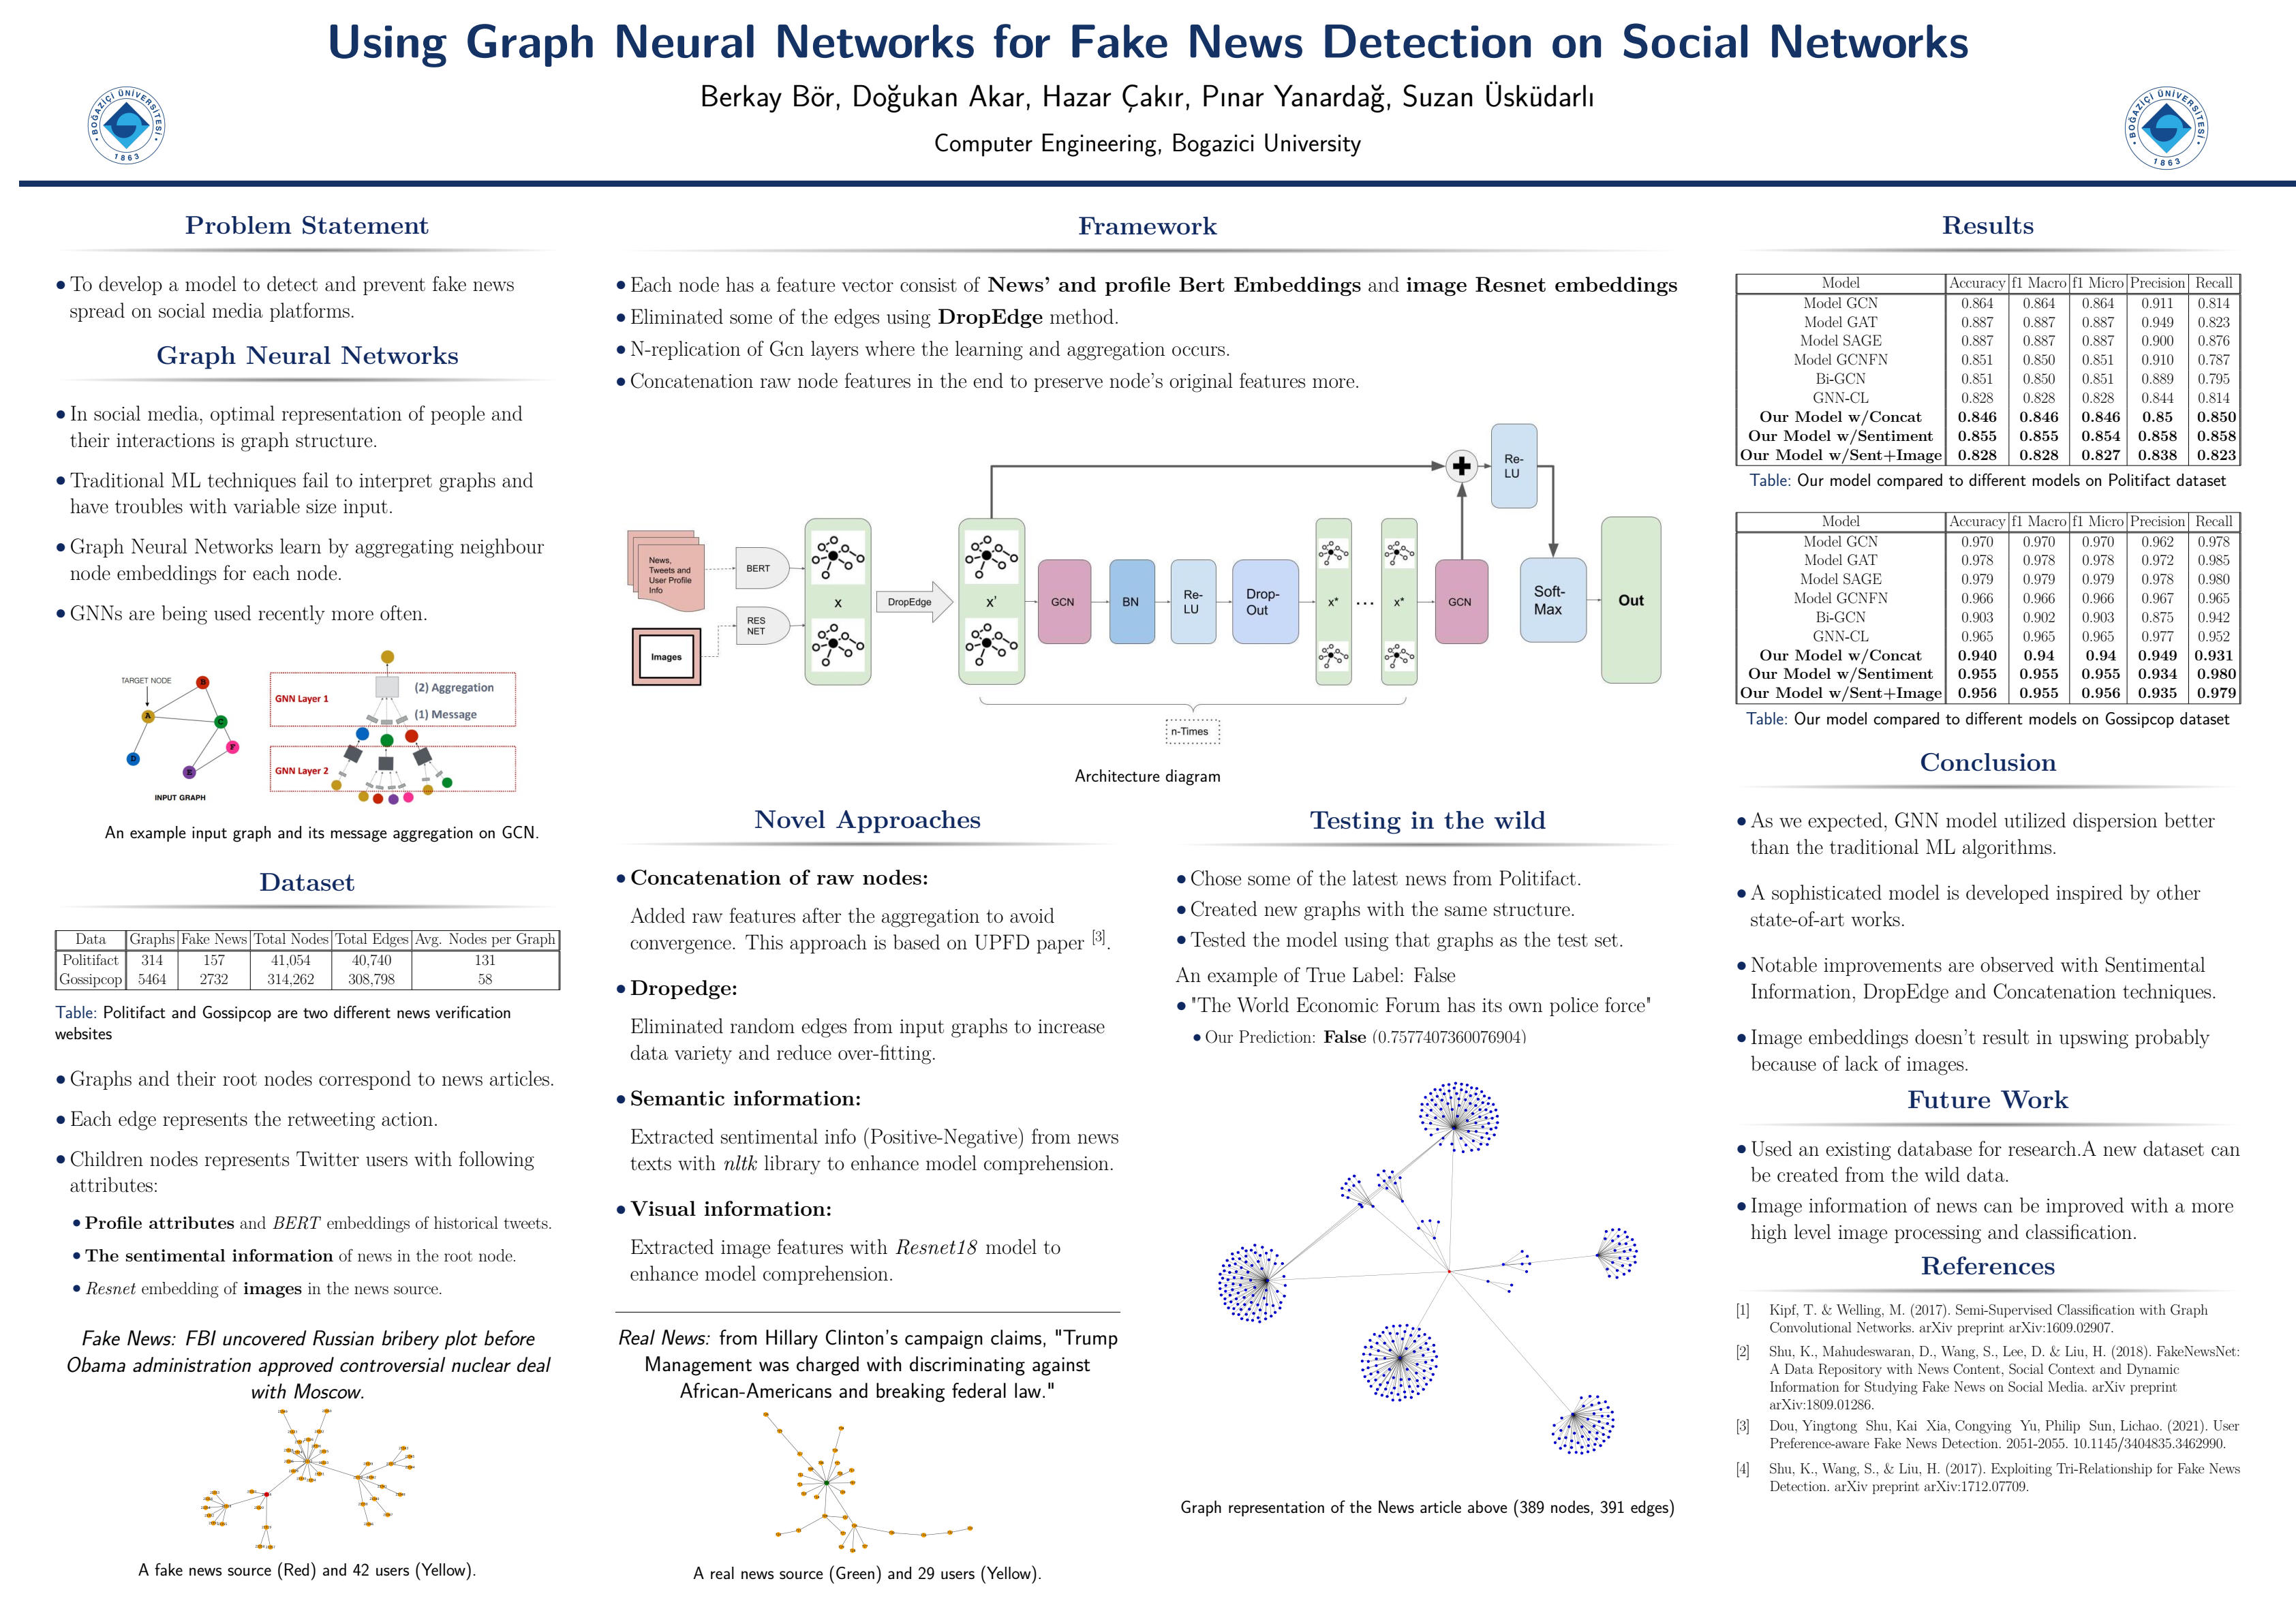 Using Graph Neural Networks for Fake News Detection on Social Networks
Berkay Bör, Doğukan Akar, Hazar Çakır, Pınar Yanardağ, Suzan Üsküdarlı
Computer Engineering, Bogazici University
BOĞAZİÇİ ÜNİVERSİTESİ
1863
BOĞAZİÇİ ÜNİVERSİTESİ
1863
Problem Statement
• To develop a model to detect and prevent fake news
spread on social media platforms.
Graph Neural Networks
• In social media, optimal representation of people and
their interactions is graph structure.
• Traditional ML techniques fail to interpret graphs and
have troubles with variable size input.
• Graph Neural Networks learn by aggregating neighbour
node embeddings for each node.
• GNNs are being used recently more often.
TARGET NODE
A
B
C
D
E
F
INPUT GRAPH
GNN Layer 1
(2) Aggregation
(1) Message
GNN Layer 2
An example input graph and its message aggregation on GCN.
Dataset
Data Graphs Fake News Total Nodes Total Edges Avg. Nodes per Graph
Politifact 314 157 41,054 40,740 131
Gossipcop 5464 2732 314,262 308,798 58
Table: Politifact and Gossipcop are two different news verification
websites
• Graphs and their root nodes correspond to news articles.
• Each edge represents the retweeting action.
• Children nodes represents Twitter users with following
attributes:
• Profile attributes and BERT embeddings of historical tweets.
• The sentimental information of news in the root node.
• Resnet embedding of images in the news source.
Fake News: FBI uncovered Russian bribery plot before
Obama administration approved controversial nuclear deal
with Moscow.
A fake news source (Red) and 42 users (Yellow).
Framework
• Each node has a feature vector consist of News' and profile Bert Embeddings and image Resnet embeddings
• Eliminated some of the edges using DropEdge method.
• N-replication of Gcn layers where the learning and aggregation occurs.
• Concatenation raw node features in the end to preserve node's original features more.
News,
Tweets and
User Profile
Info
Images
BERT
RES
NET
x
DropEdge
x'
GCN
BN
Re-
LU
Drop-
Out
x*
...
x*
GCN
Re-
LU
Soft-
Max
Out
n-Times
Architecture diagram
Novel Approaches
• Concatenation of raw nodes:
Added raw features after the aggregation to avoid
convergence. This approach is based on UPFD paper [3].
• Dropedge:
Eliminated random edges from input graphs to increase
data variety and reduce over-fitting.
• Semantic information:
Extracted sentimental info (Positive-Negative) from news
texts with nltk library to enhance model comprehension.
• Visual information:
Extracted image features with Resnet18 model to
enhance model comprehension.
Real News: from Hillary Clinton's campaign claims, "Trump
Management was charged with discriminating against
African-Americans and breaking federal law."
A real news source (Green) and 29 users (Yellow).
Testing in the wild
• Chose some of the latest news from Politifact.
• Created new graphs with the same structure.
• Tested the model using that graphs as the test set.
An example of True Label: False
• "The World Economic Forum has its own police force"
• Our Prediction: False (0.7577407360076904)
Graph representation of the News article above (389 nodes, 391 edges)
Results
Model Accuracy f1 Macro f1 Micro Precision Recall
Model GCN 0.864 0.864 0.864 0.911 0.814
Model GAT 0.887 0.887 0.887 0.949 0.823
Model SAGE 0.887 0.887 0.887 0.900 0.876
Model GCNFN 0.851 0.850 0.851 0.910 0.787
Bi-GCN 0.851 0.850 0.851 0.889 0.795
GNN-CL 0.828 0.828 0.828 0.844 0.814
Our Model w/Concat 0.846 0.846 0.846 0.85 0.850
Our Model w/Sentiment 0.855 0.855 0.854 0.858 0.858
Our Model w/Sent+Image 0.828 0.828 0.827 0.838 0.823
Table: Our model compared to different models on Politifact dataset
Model Accuracy f1 Macro f1 Micro Precision Recall
Model GCN 0.970 0.970 0.970 0.962 0.978
Model GAT 0.978 0.978 0.978 0.972 0.985
Model SAGE 0.979 0.979 0.979 0.978 0.980
Model GCNFN 0.966 0.966 0.966 0.967 0.965
Bi-GCN 0.903 0.902 0.903 0.875 0.942
GNN-CL 0.965 0.965 0.965 0.977 0.952
Our Model w/Concat 0.940 0.94 0.94 0.949 0.931
Our Model w/Sentiment 0.955 0.955 0.955 0.934 0.980
Our Model w/Sent+Image 0.956 0.955 0.956 0.935 0.979
Table: Our model compared to different models on Gossipcop dataset
Conclusion
• As we expected, GNN model utilized dispersion better
than the traditional ML algorithms.
• A sophisticated model is developed inspired by other
state-of-art works.
• Notable improvements are observed with Sentimental
Information, DropEdge and Concatenation techniques.
• Image embeddings doesn't result in upswing probably
because of lack of images.
Future Work
• Used an existing database for research.A new dataset can
be created from the wild data.
• Image information of news can be improved with a more
high level image processing and classification.
References
[1] Kipf, T. & Welling, M. (2017). Semi-Supervised Classification with Graph
Convolutional Networks. arXiv preprint arXiv:1609.02907.
[2] Shu, K., Mahudeswaran, D., Wang, S., Lee, D. & Liu, H. (2018). FakeNewsNet:
A Data Repository with News Content, Social Context and Dynamic
Information for Studying Fake News on Social Media. arXiv preprint
arXiv:1809.01286.
[3] Dou, Yingtong Shu, Kai Xia, Congying Yu, Philip Sun, Lichao. (2021). User
Preference-aware Fake News Detection. 2051-2055. 10.1145/3404835.3462990.
[4] Shu, K., Wang, S., & Liu, H. (2017). Exploiting Tri-Relationship for Fake News
Detection. arXiv preprint arXiv:1712.07709.